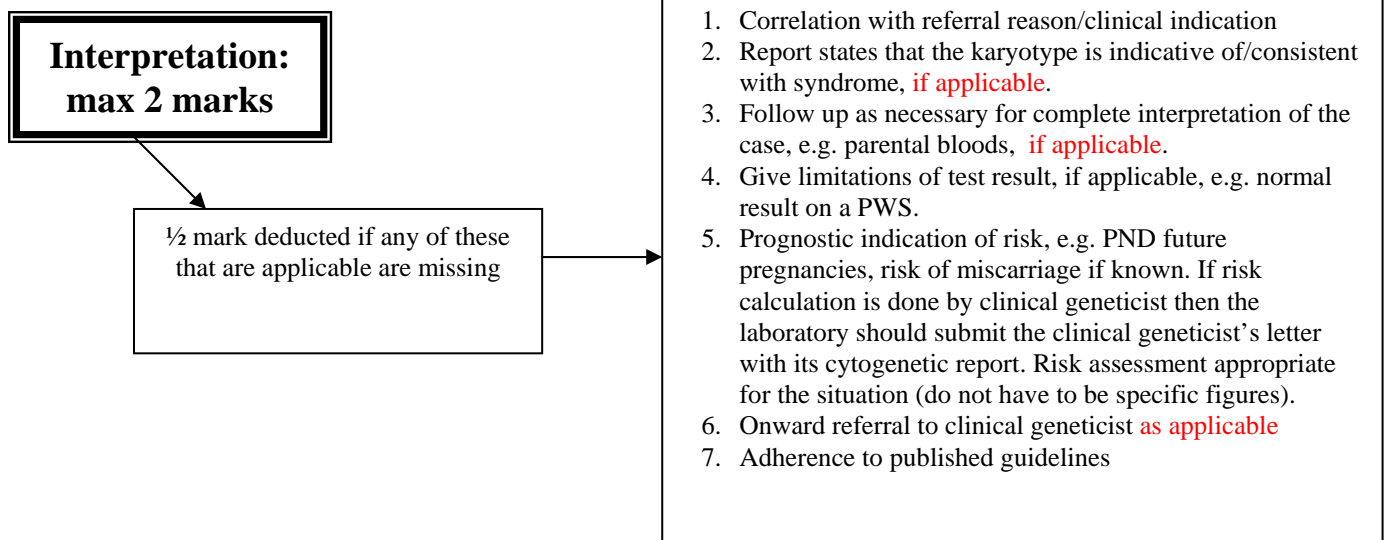 Interpretation:
max 2 marks
½ mark deducted if any of these
that are applicable are missing
1. Correlation with referral reason/clinical indication
2. Report states that the karyotype is indicative of/consistent
with syndrome, if applicable.
3. Follow up as necessary for complete interpretation of the
case, e.g. parental bloods, if applicable.
4. Give limitations of test result, if applicable, e.g. normal
result on a PWS.
5. Prognostic indication of risk, e.g. PND future
pregnancies, risk of miscarriage if known. If risk
calculation is done by clinical geneticist then the
laboratory should submit the clinical geneticist’s letter
with its cytogenetic report. Risk assessment appropriate
for the situation (do not have to be specific figures).
6. Onward referral to clinical geneticist as applicable
7. Adherence to published guidelines